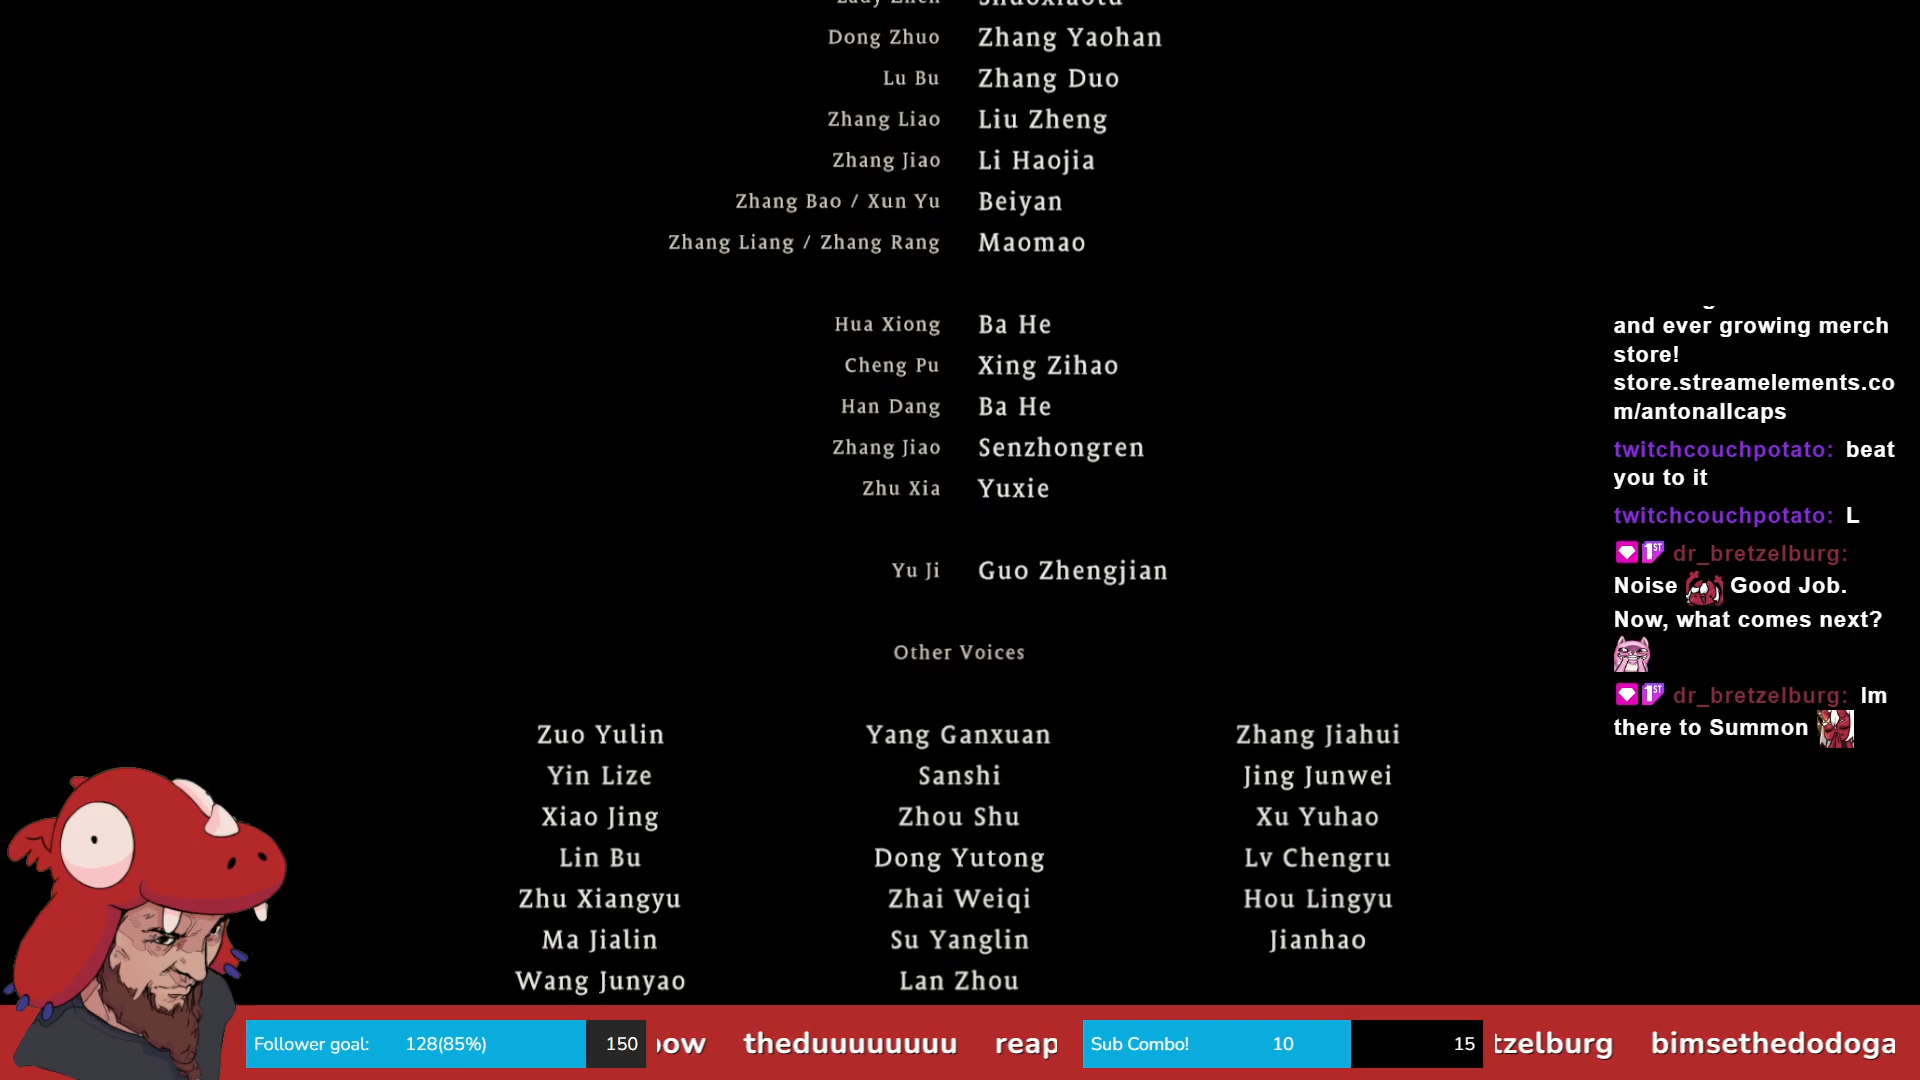 Dong Zhuo Zhang Yaohan
Lu Bu Zhang Duo
Zhang Liao Liu Zheng
Zhang Jiao Li Haojia
Zhang Bao / Xun Yu Beiyan
Zhang Liang / Zhang Rang Maomao
Hua Xiong Ba He
Cheng Pu Xing Zihao
Han Dang Ba He
Zhang Jiao Senzhongren
Zhu Xia Yuxie
Yu Ji Guo Zhengjian
Other Voices
Zuo Yulin Yang Ganxuan Zhang Jiahui
Yin Lize Sanshi Jing Junwei
Xiao Jing Zhou Shu Xu Yuhao
Lin Bu Dong Yutong Lv Chengru
Zhu Xiangyu Zhai Weiqi Hou Lingyu
Ma Jialin Su Yanglin Jianhao
Wang Junyao Lan Zhou
and ever growing merch
store!
store.streamelements.co
m/antonallcaps
twitchcouchpotato: beat
you to it
twitchcouchpotato: L
1ST dr_bretzelburg:
Noise Good Job.
Now, what comes next?
1ST dr_bretzelburg: Im
there to Summon
Follower goal: 128(85%) 150
theduuuuuuuu reap
Sub Combo! 10 15
tzelburg bimsethedodoga